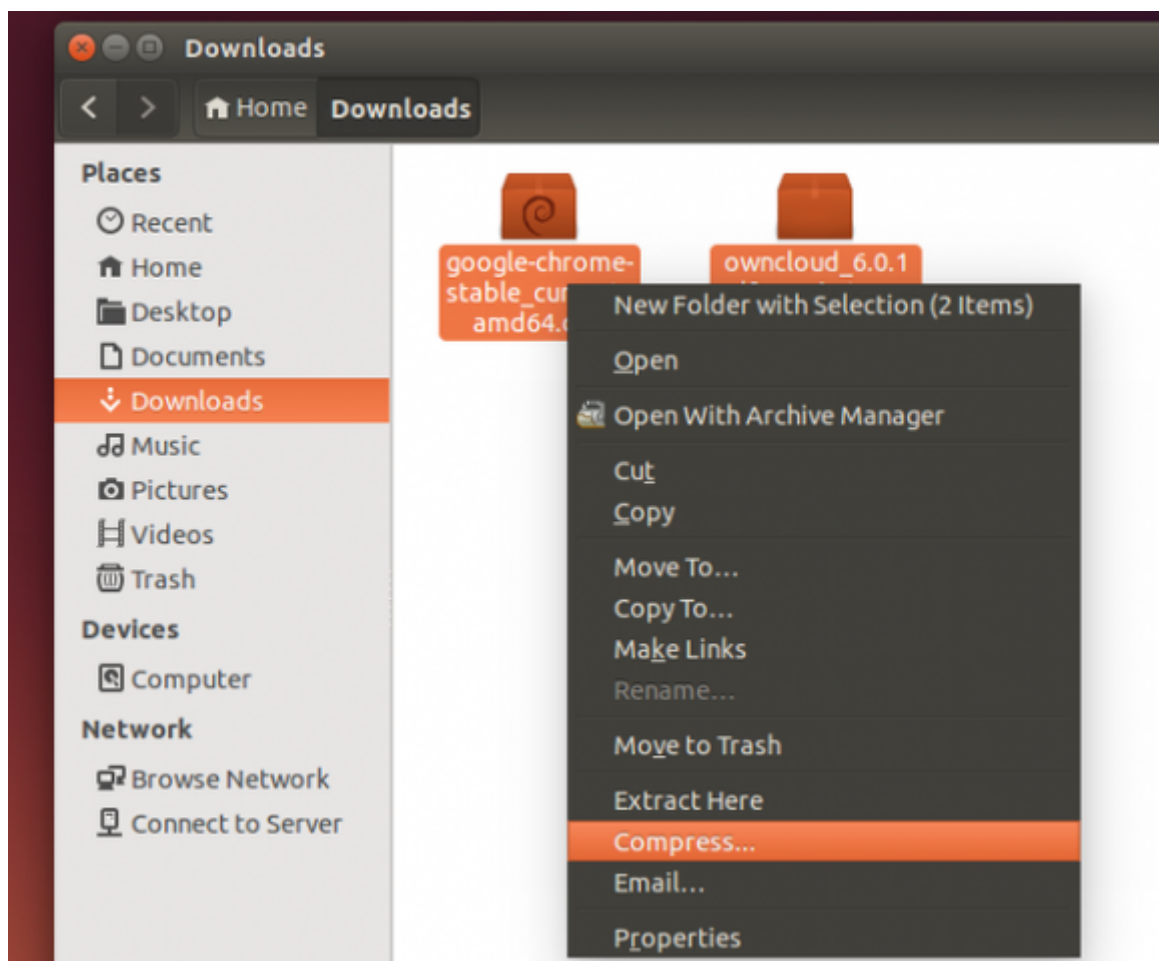 Downloads
Home Downloads
Places
Recent
Home
Desktop
Documents
Downloads
Music
Pictures
Videos
Trash
Devices
Computer
Network
Browse Network
Connect to Server
google-chrome-
amd64.
owncloud_6.0.1
New Folder with Selection (2 Items)
Open
Open With Archive Manager
Cut
Copy
Move To...
Copy To...
Make Links
Rename...
Move to Trash
Extract Here
Compress...
Email...
Properties